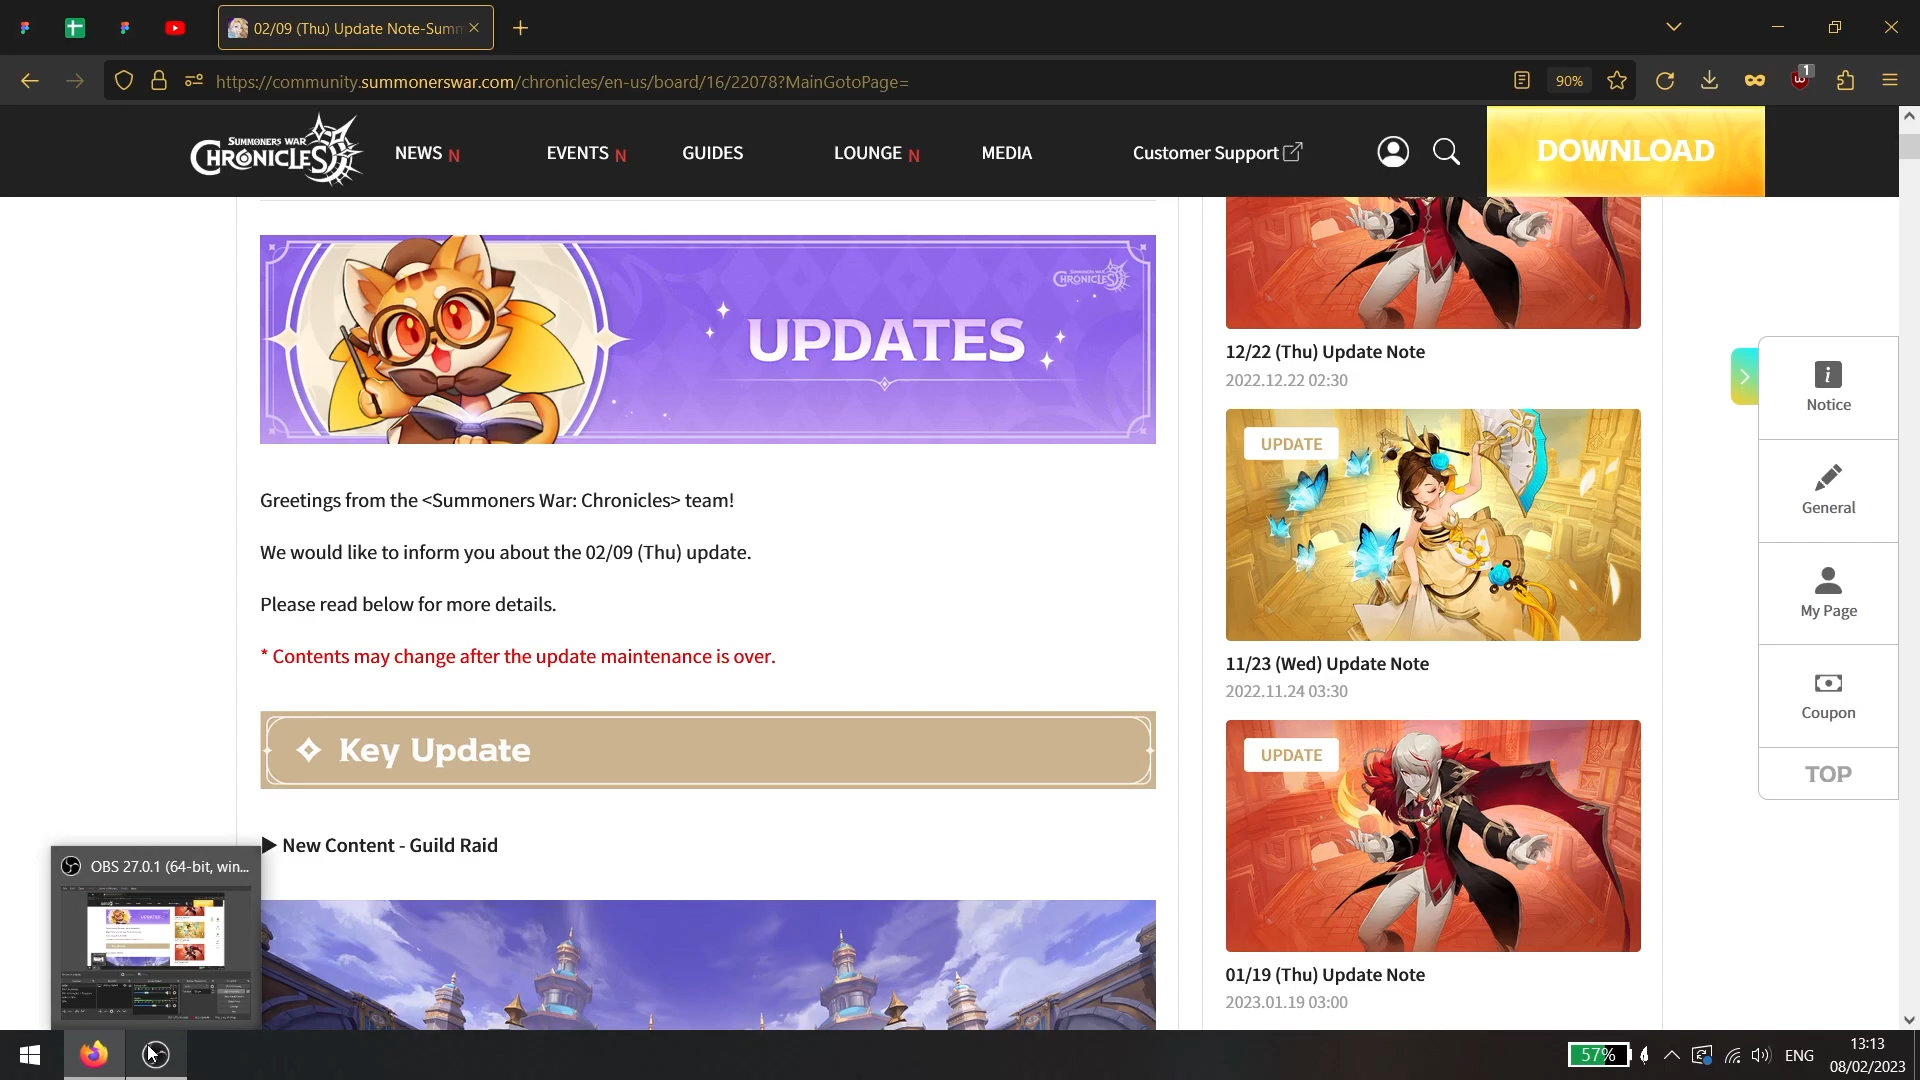 02/09 (Thu) Update Note-Summ
https://community.summonerswar.com/chronicles/en-us/board/16/22078?MainGotoPage=
90%
1
SUMMONERS WAR
CHRONICLES
NEWS N
EVENTS N
GUIDES
LOUNGE N
MEDIA
Customer Support
DOWNLOAD
SUMMONERS WAR
CHRONICLES
UPDATES
Greetings from the <Summoners War: Chronicles> team!
We would like to inform you about the 02/09 (Thu) update.
Please read below for more details.
* Contents may change after the update maintenance is over.
Key Update
▶ New Content - Guild Raid
12/22 (Thu) Update Note
2022.12.22 02:30
UPDATE
11/23 (Wed) Update Note
2022.11.24 03:30
UPDATE
01/19 (Thu) Update Note
2023.01.19 03:00
Notice
General
My Page
Coupon
TOP
OBS 27.0.1 (64-bit, win...
57%
ENG
13:13
08/02/2023